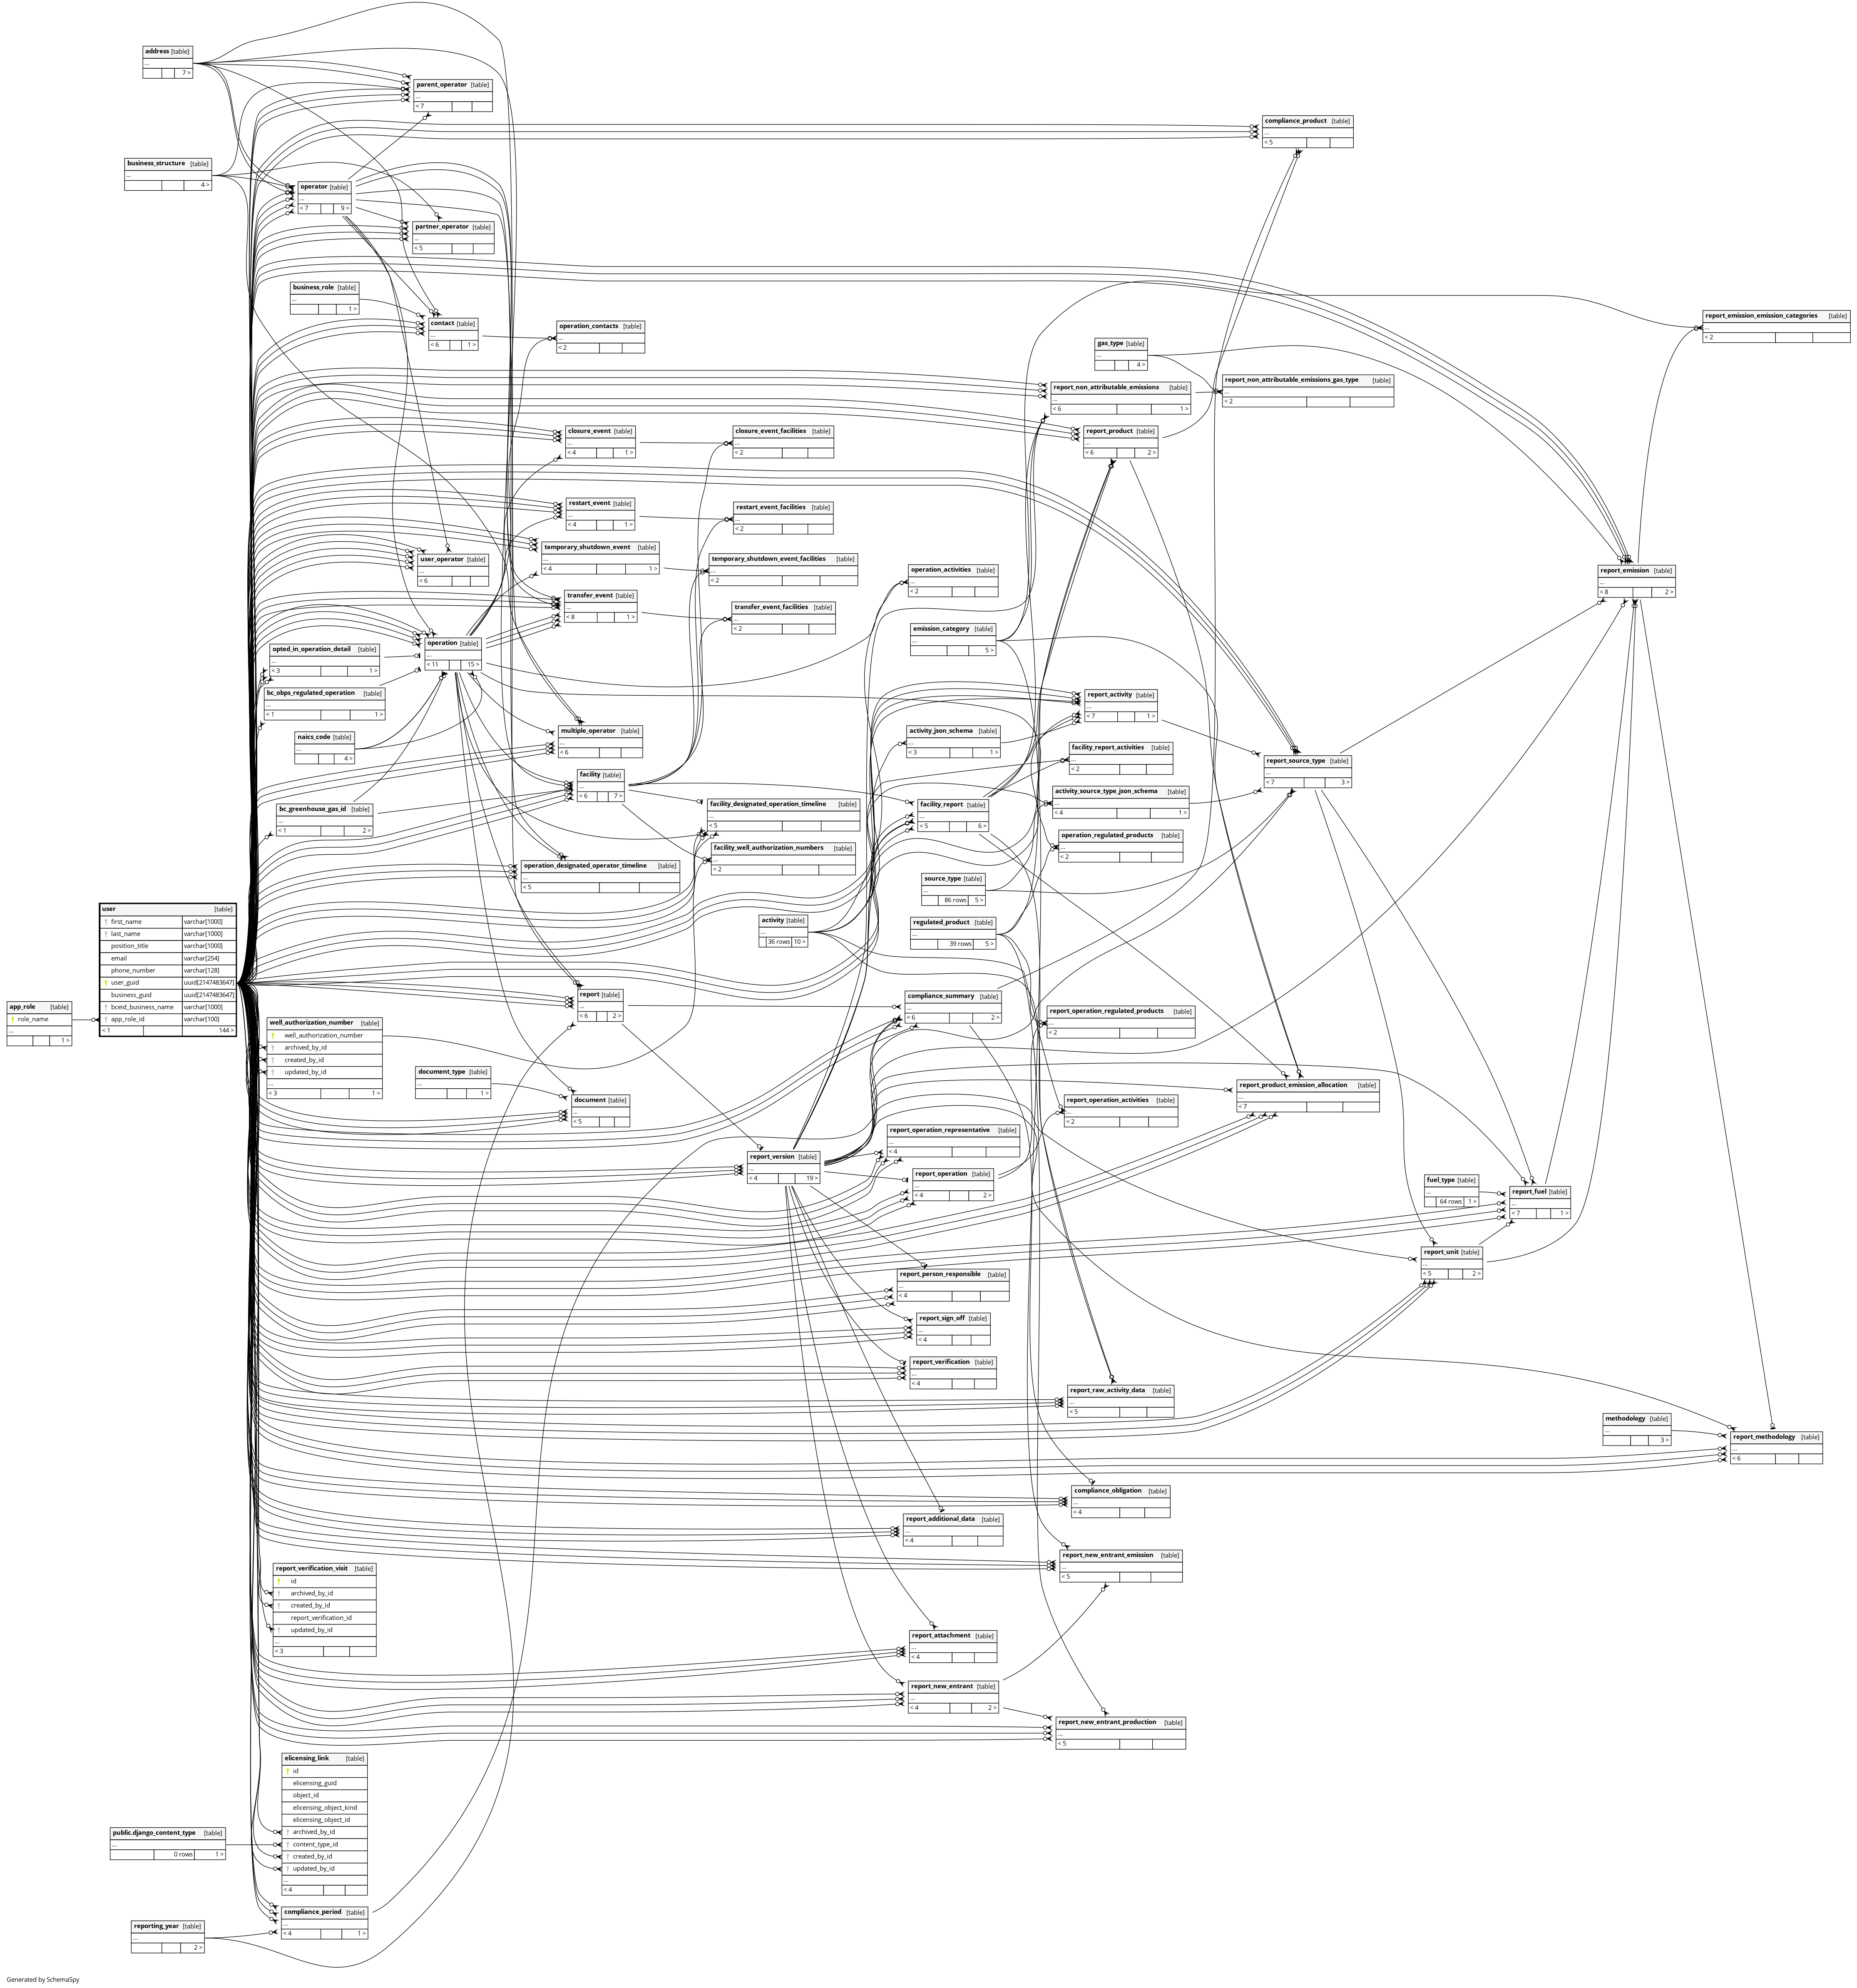 address [table]
...
7 >
parent_operator [table]
...
< 7
compliance_product [table]
...
< 5
business_structure [table]
...
4 >
operator [table]
...
< 7 9 >
partner_operator [table]
...
< 5
business_role [table]
...
1 >
contact [table]
...
< 6 1 >
operation_contacts [table]
...
< 2
report_emission_emission_categories [table]
...
< 2
gas_type [table]
...
4 >
report_non_attributable_emissions [table]
...
< 6 1 >
report_non_attributable_emissions_gas_type [table]
...
< 2
closure_event [table]
...
< 4 1 >
closure_event_facilities [table]
...
< 2
report_product [table]
...
< 6 2 >
restart_event [table]
...
< 4 1 >
restart_event_facilities [table]
...
< 2
temporary_shutdown_event [table]
...
< 4 1 >
user_operator [table]
...
< 6
temporary_shutdown_event_facilities [table]
...
< 2
operation_activities [table]
...
< 2
report_emission [table]
...
< 8 2 >
transfer_event [table]
...
< 8 1 >
transfer_event_facilities [table]
...
< 2
emission_category [table]
...
5 >
operation [table]
...
< 11 15 >
opted_in_operation_detail [table]
...
< 3 1 >
bc_obps_regulated_operation [table]
...
< 1 1 >
report_activity [table]
...
< 7 1 >
naics_code [table]
...
4 >
multiple_operator [table]
...
< 6
activity_json_schema [table]
...
< 3 1 >
facility_report_activities [table]
...
< 2
report_source_type [table]
...
< 7 3 >
facility [table]
...
< 6 7 >
bc_greenhouse_gas_id [table]
...
< 1 2 >
facility_designated_operation_timeline [table]
...
< 5
facility_report [table]
...
< 5 6 >
activity_source_type_json_schema [table]
...
< 4 1 >
operation_regulated_products [table]
...
< 2
facility_well_authorization_numbers [table]
...
< 2
operation_designated_operator_timeline [table]
...
< 5
source_type [table]
...
86 rows 5 >
activity [table]
...
36 rows 10 >
regulated_product [table]
...
39 rows 5 >
user [table]
first_name varchar[1000]
last_name varchar[1000]
position_title varchar[1000]
email varchar[254]
phone_number varchar[128]
user_guid uuid[2147483647]
business_guid uuid[2147483647]
bceid_business_name varchar[1000]
app_role_id varchar[100]
< 1 144 >
app_role [table]
role_name
...
1 >
report [table]
...
< 6 2 >
compliance_summary [table]
...
< 6 2 >
report_operation_regulated_products [table]
...
< 2
well_authorization_number [table]
well_authorization_number
archived_by_id
created_by_id
updated_by_id
...
< 3 1 >
document_type [table]
...
1 >
document [table]
...
< 5
report_product_emission_allocation [table]
...
< 7
report_operation_activities [table]
...
< 2
report_operation_representative [table]
...
< 4
report_version [table]
...
< 4 19 >
report_operation [table]
...
< 4 2 >
fuel_type [table]
...
64 rows 1 >
report_fuel [table]
...
< 7 1 >
report_unit [table]
...
< 5 2 >
report_person_responsible [table]
...
< 4
report_sign_off [table]
...
< 4
report_verification [table]
...
< 4
report_raw_activity_data [table]
...
< 5
methodology [table]
...
3 >
report_methodology [table]
...
< 6
compliance_obligation [table]
...
< 4
report_additional_data [table]
...
< 4
report_new_entrant_emission [table]
...
< 5
report_verification_visit [table]
id
archived_by_id
created_by_id
report_verification_id
updated_by_id
...
< 3
report_attachment [table]
...
< 4
report_new_entrant [table]
...
< 4 2 >
report_new_entrant_production [table]
...
< 5
elicensing_link [table]
id
elicensing_guid
object_id
elicensing_object_kind
elicensing_object_id
archived_by_id
content_type_id
created_by_id
updated_by_id
...
< 4
public.django_content_type [table]
...
0 rows 1 >
compliance_period [table]
...
< 4 1 >
reporting_year [table]
...
2 >
Generated by SchemaSpy